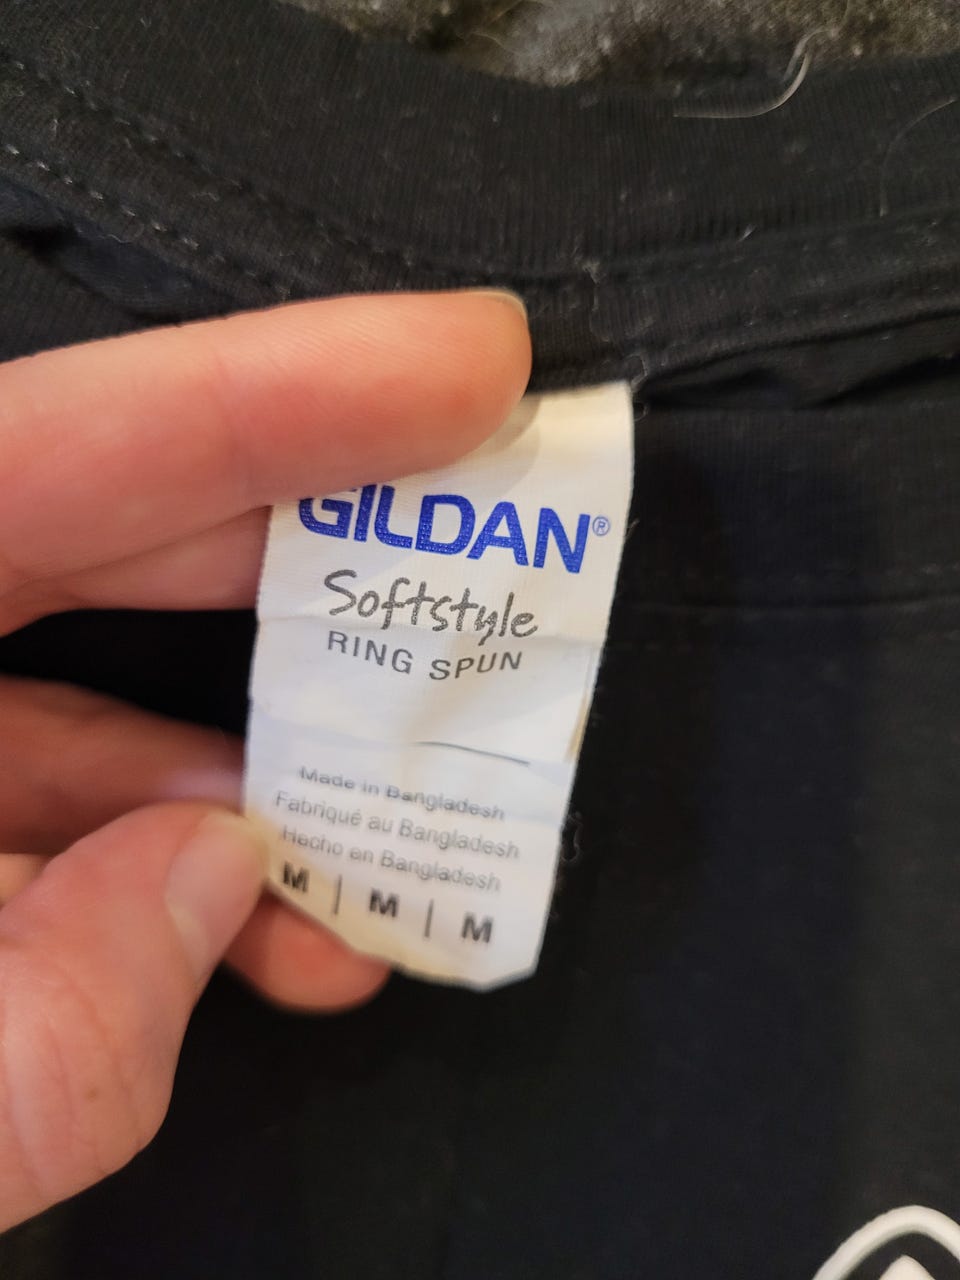 GILDAN®
Softstyle
RING SPUN
Made in Bangladesh
Fabriqué au Bangladesh
Hecho en Bangladesh
M | M | M